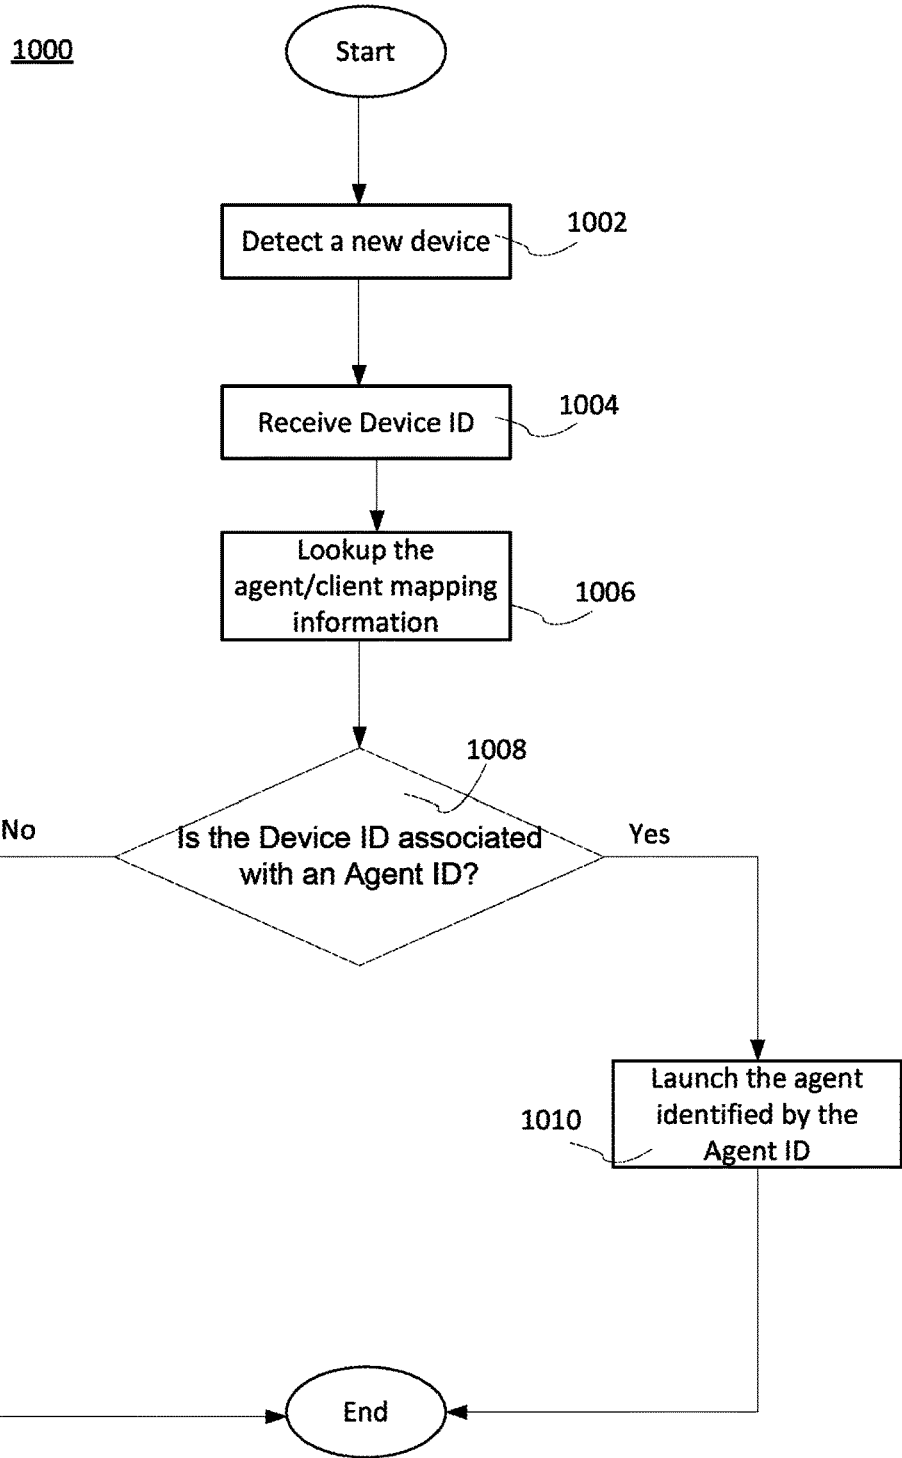 1000
Start
Detect a new device
1002
Receive Device ID
1004
Lookup the
agent/client mapping
information
1006
1008
Is the Device ID associated
with an Agent ID?
No
Yes
Launch the agent
identified by the
Agent ID
1010
End